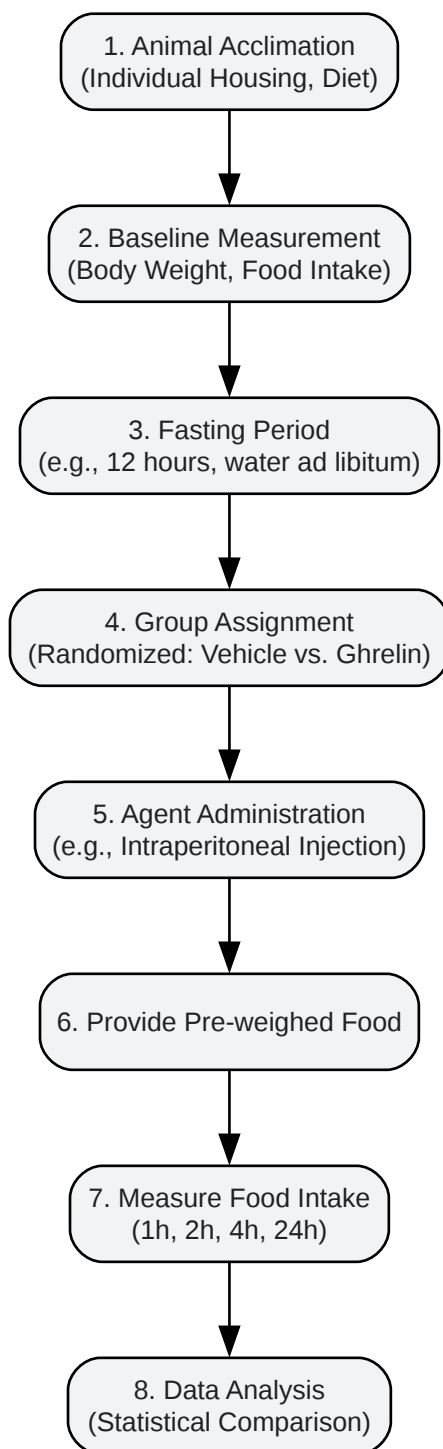 1. Animal Acclimation
(Individual Housing, Diet)
2. Baseline Measurement
(Body Weight, Food Intake)
3. Fasting Period
(e.g., 12 hours, water ad libitum)
4. Group Assignment
(Randomized: Vehicle vs. Ghrelin)
5. Agent Administration
(e.g., Intraperitoneal Injection)
6. Provide Pre-weighed Food
7. Measure Food Intake
(1h, 2h, 4h, 24h)
8. Data Analysis
(Statistical Comparison)